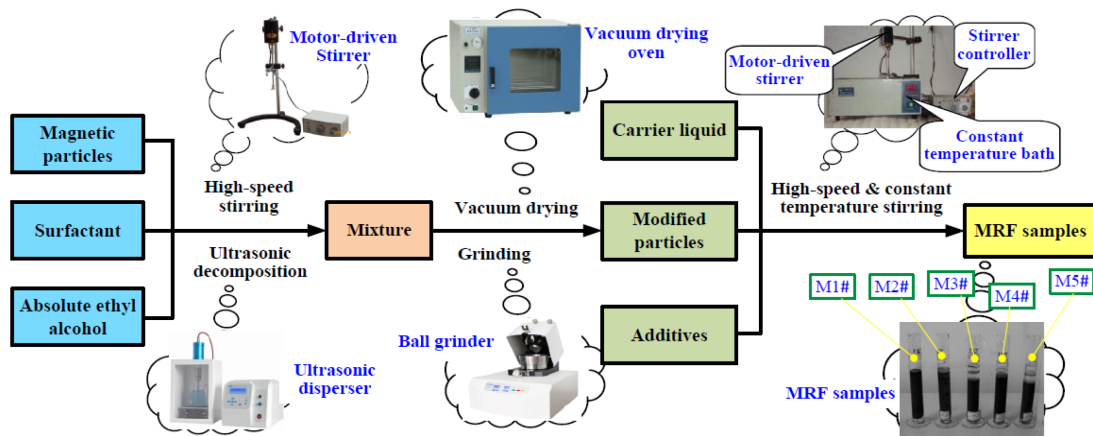 Motor-driven
Stirrer
Vacuum drying
oven
Motor-driven
stirrer
Stirrer
controller
Constant
temperature bath
Magnetic
particles
Surfactant
Absolute ethyl
alcohol
High-speed
stirring
Ultrasonic
decomposition
Ultrasonic
disperser
Mixture
Vacuum drying
Grinding
Ball grinder
Carrier liquid
Modified
particles
Additives
High-speed & constant
temperature stirring
MRF samples
M1#
M2#
M3#
M4#
M5#
MRF samples